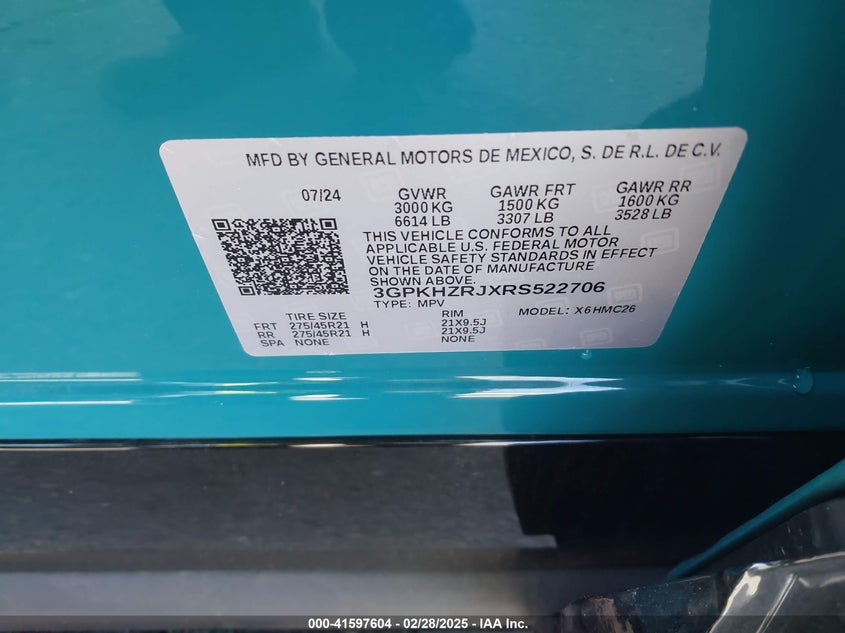 MFD BY GENERAL MOTORS DE MEXICO, S. DE R.L. DE C.V.
07/24 GVWR GAWR FRT GAWR RR
3000 KG 1500 KG 1600 KG
6614 LB 3307 LB 3528 LB
THIS VEHICLE CONFORMS TO ALL
APPLICABLE U.S. FEDERAL MOTOR
VEHICLE SAFETY STANDARDS IN EFFECT
ON THE DATE OF MANUFACTURE
SHOWN ABOVE.
3GPKHZRJXRS522706
TYPE: MPV MODEL: X6HMC26
TIRE SIZE RIM
FRT 275/45R21 H 21X9.5J
RR 275/45R21 H 21X9.5J
SPA NONE NONE
000-41597604 - 02/28/2025 - IAA Inc.